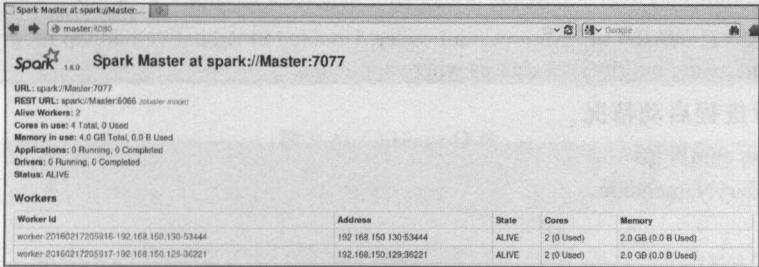 Spark Master at spark://Master...
master:8080
Google
Spark 1.6.0 Spark Master at spark://Master:7077
URL: spark://Master:7077
REST URL: spark://Master:6066 (cluster mode)
Alive Workers: 2
Cores in use: 4 Total, 0 Used
Memory in use: 4.0 GB Total, 0.0 B Used
Applications: 0 Running, 0 Completed
Drivers: 0 Running, 0 Completed
Status: ALIVE
Workers
Worker Id Address State Cores Memory
worker-20160217205916-192.168.150.130-53444 192.168.150.130:53444 ALIVE 2 (0 Used) 2.0 GB (0.0 B Used)
worker-20160217205917-192.168.150.129-36221 192.168.150.129:36221 ALIVE 2 (0 Used) 2.0 GB (0.0 B Used)